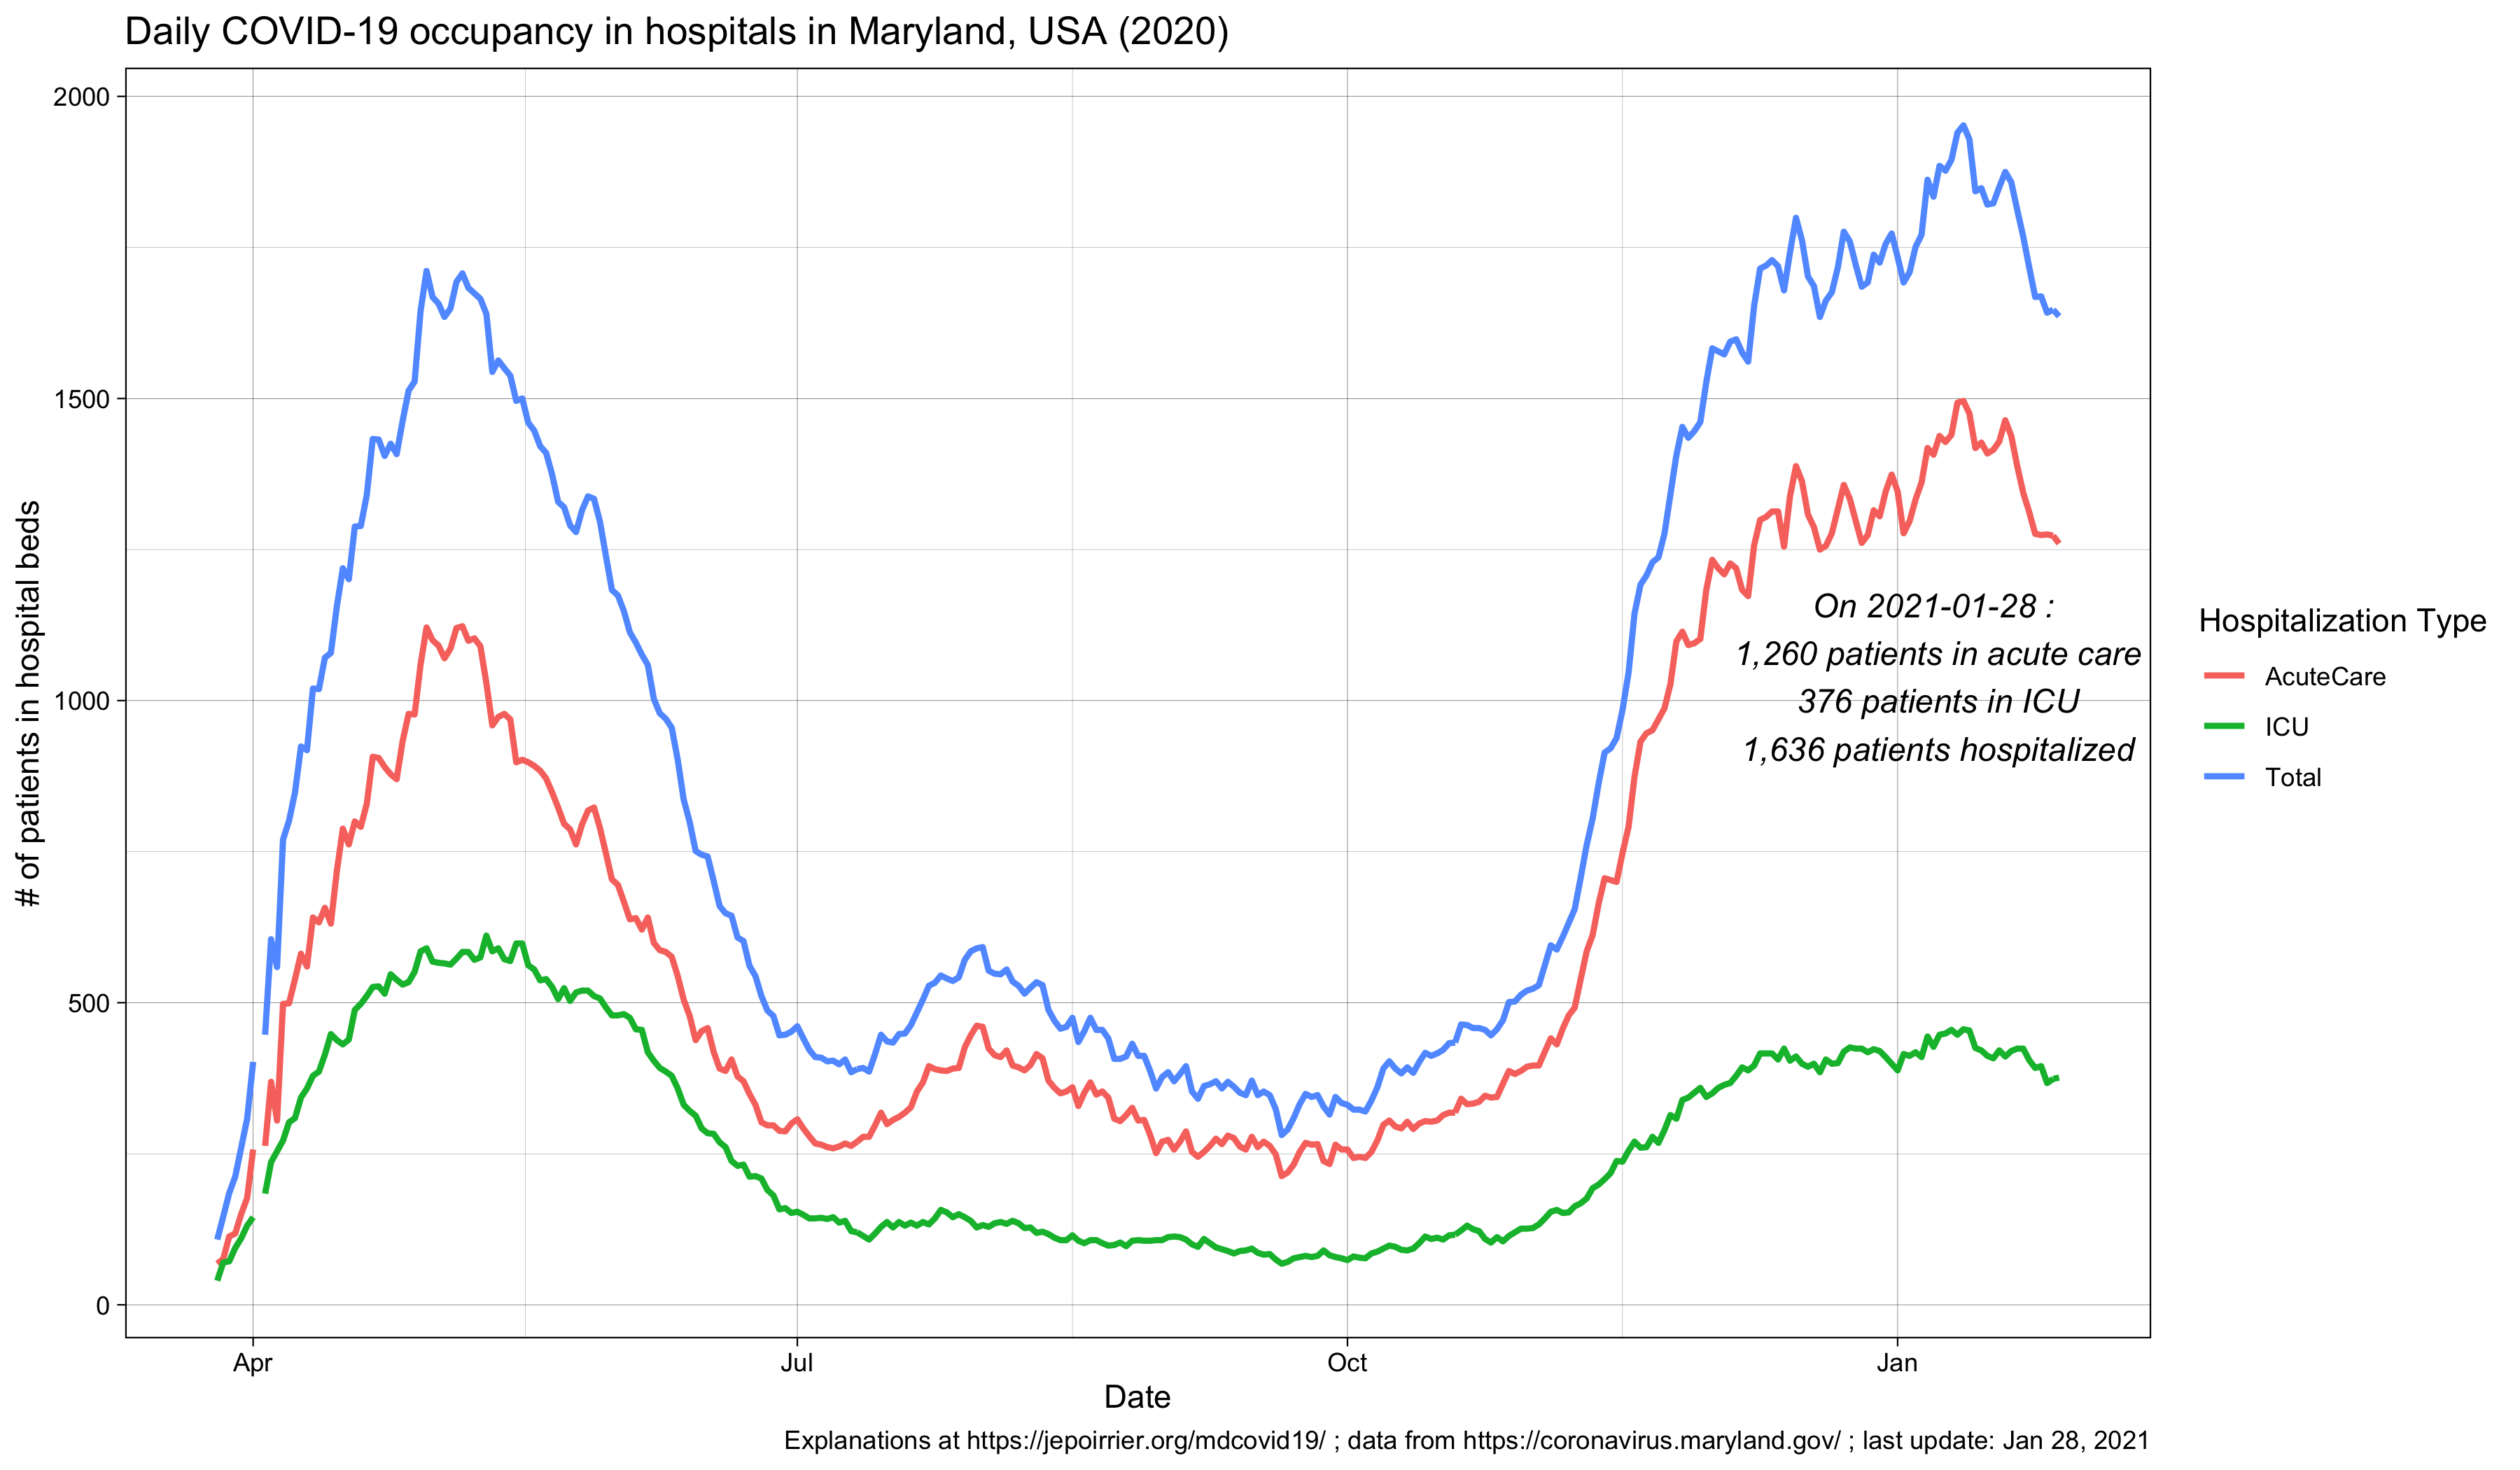 Daily COVID-19 occupancy in hospitals in Maryland, USA (2020)
# of patients in hospital beds
2000
1500
1000
500
0
On 2021-01-28 :
1,260 patients in acute care
376 patients in ICU
1,636 patients hospitalized
Hospitalization Type
AcuteCare
ICU
Total
Apr
Jul
Oct
Jan
Date
Explanations at https://jepoirrier.org/mdcovid19/ ; data from https://coronavirus.maryland.gov/ ; last update: Jan 28, 2021